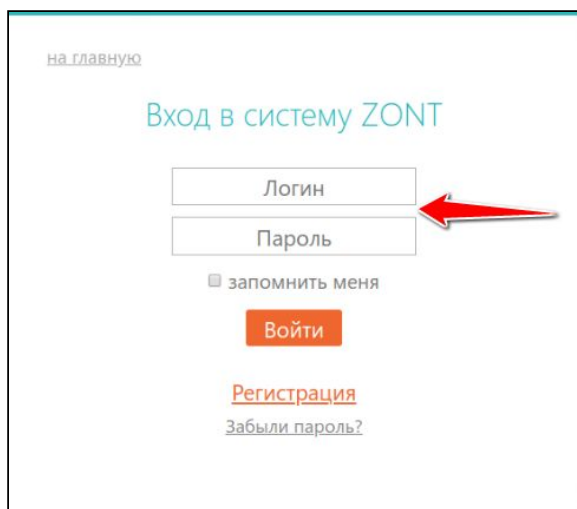 на главную
Вход в систему ZONT
Логин
Пароль
запомнить меня
Войти
Регистрация
Забыли пароль?